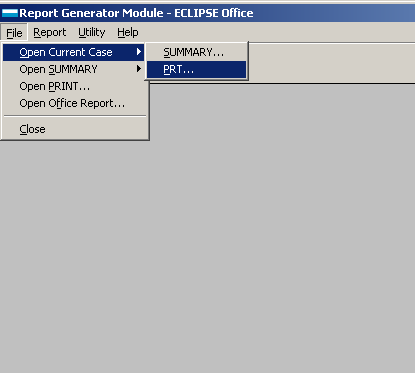 Report Generator Module - ECLIPSE Office
File Report Utility Help
Open Current Case
SUMMARY...
Open SUMMARY
PRT...
Open PRINT...
Open Office Report...
Close